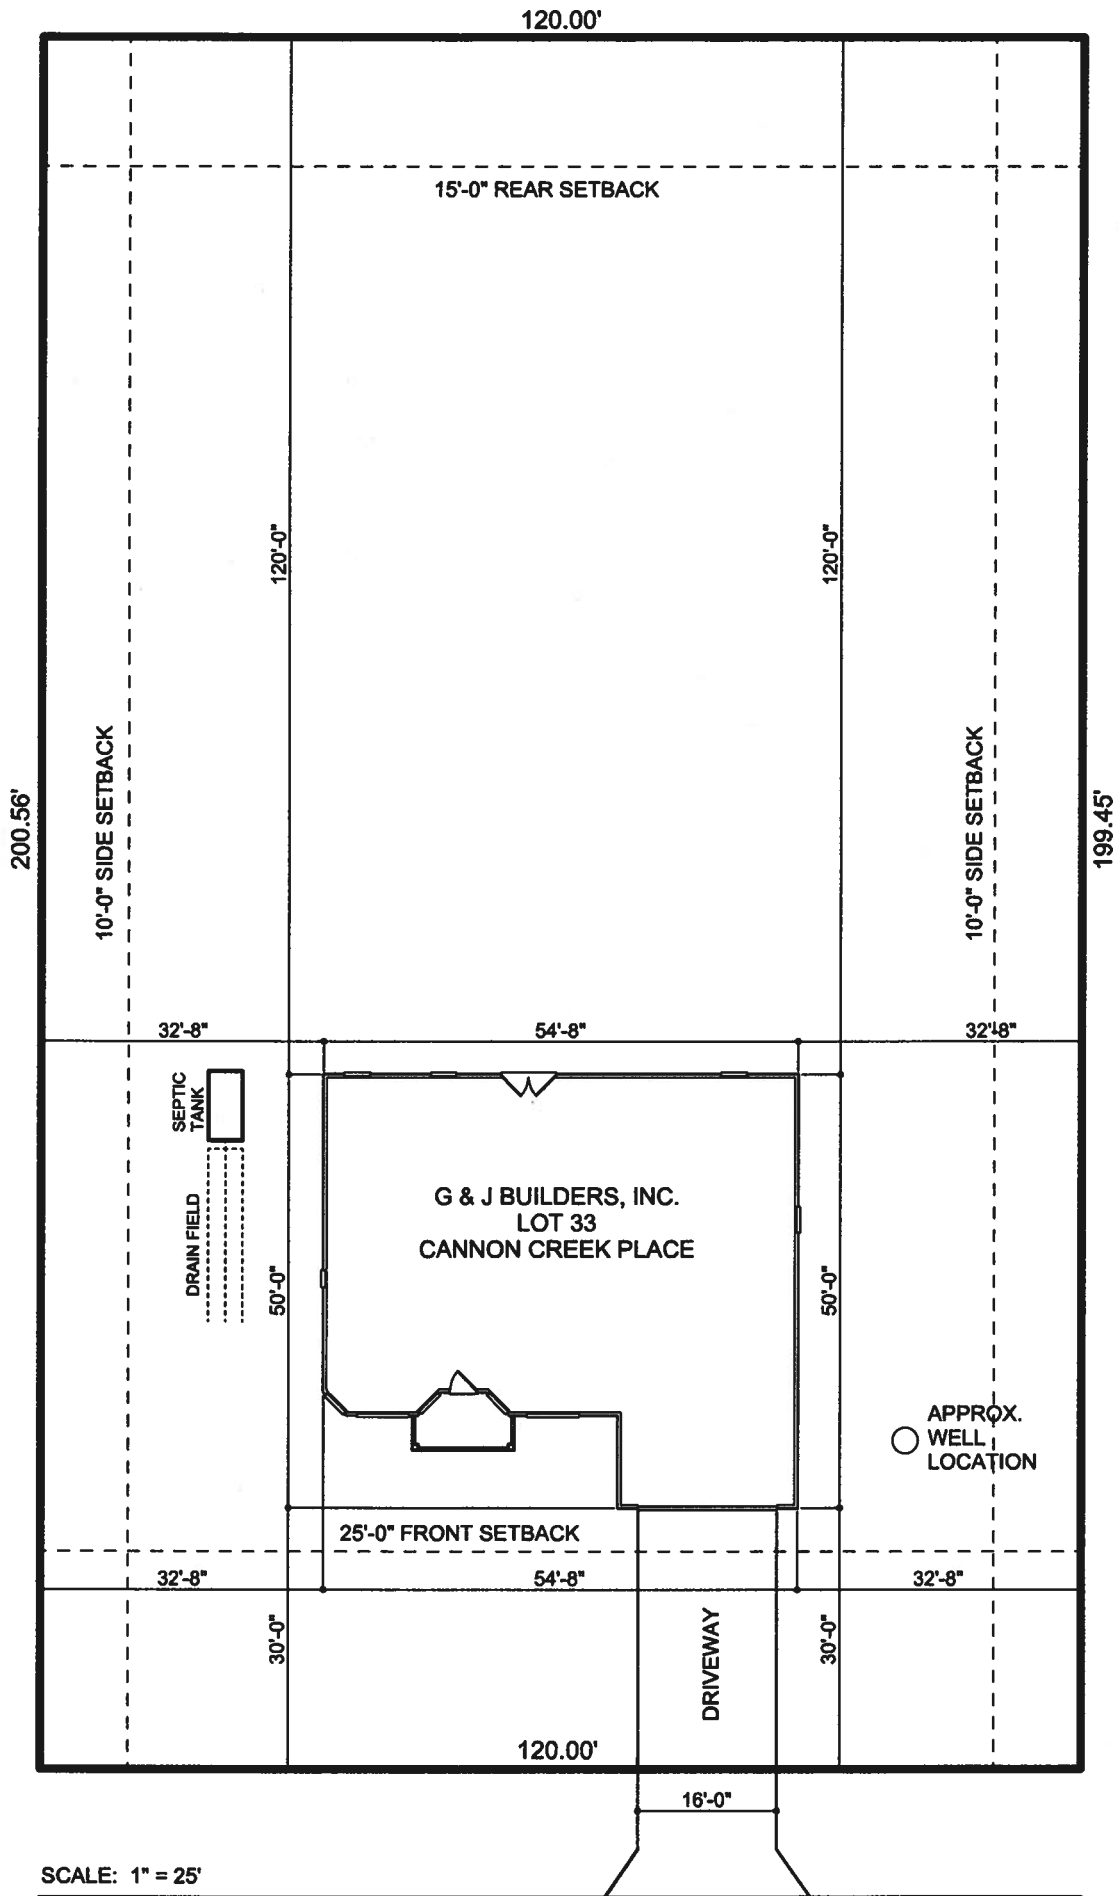 120.00'
15'-0" REAR SETBACK
120'-0"
120'-0"
10'-0" SIDE SETBACK
10'-0" SIDE SETBACK
200.56'
199.45'
32'-8"
54'-8"
32'-8"
SEPTIC
TANK
DRAIN FIELD
G & J BUILDERS, INC.
LOT 33
CANNON CREEK PLACE
50'-0"
50'-0"
APPROX.
WELL
LOCATION
25'-0" FRONT SETBACK
32'-8"
54'-8"
32'-8"
30'-0"
DRIVEWAY
30'-0"
120.00'
16'-0"
SCALE: 1" = 25'